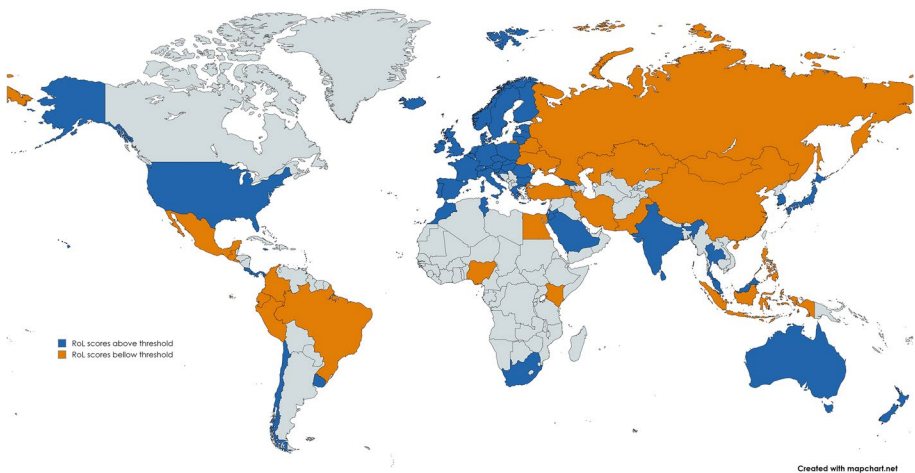 RoL scores above threshold
RoL scores bellow threshold
Created with mapchart.net